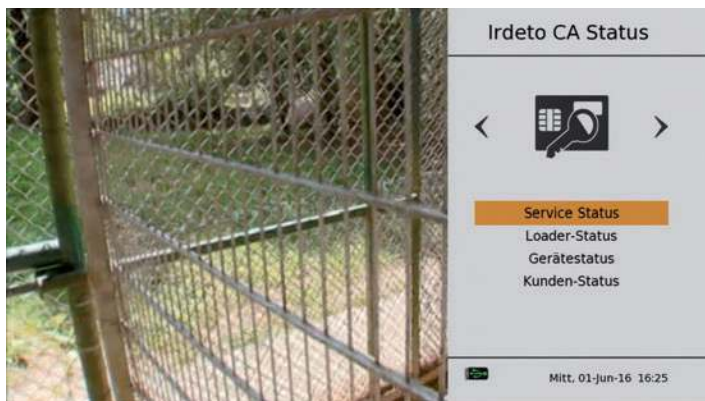 Irdeto CA Status
Service Status
Loader-Status
Gerätestatus
Kunden-Status
Mitt, 01-Jun-16 16:25